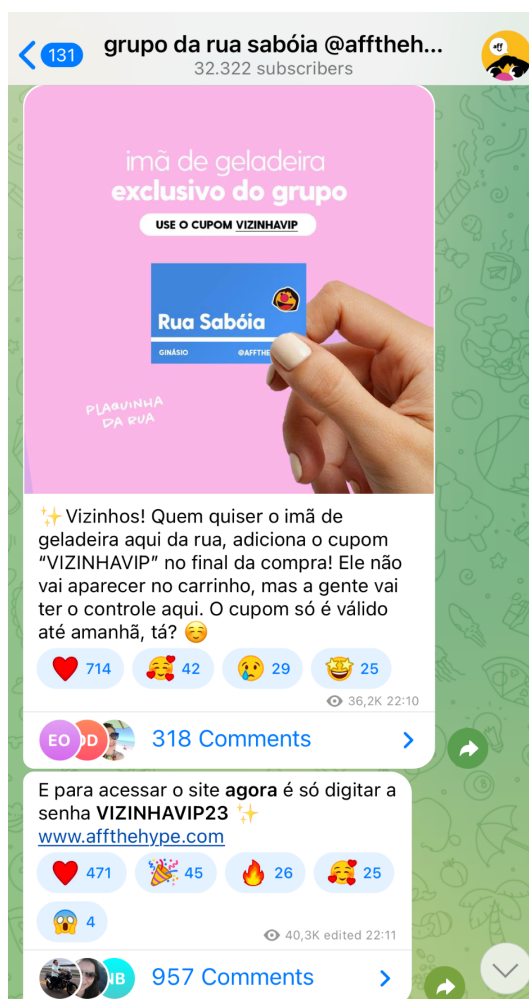 131
grupo da rua sabóia @afftheh...
32.322 subscribers
aff
imã de geladeira
exclusivo do grupo
USE O CUPOM VIZINHAVIP
Rua Sabóia
GINÁSIO @AFFTHE
PLAQUINHA
DA RUA
✨Vizinhos! Quem quiser o imã de
geladeira aqui da rua, adiciona o cupom
“VIZINHAVIP” no final da compra! Ele não
vai aparecer no carrinho, mas a gente vai
ter o controle aqui. O cupom só é válido
até amanhã, tá? ☺️
❤️ 714 🥰 42 😢 29 🤩 25
36,2K 22:10
EO DD 318 Comments
E para acessar o site agora é só digitar a
senha VIZINHAVIP23 ✨
www.affthehype.com
❤️ 471 🎉 45 🔥 26 🥰 25
😱 4
40,3K edited 22:11
NB 957 Comments